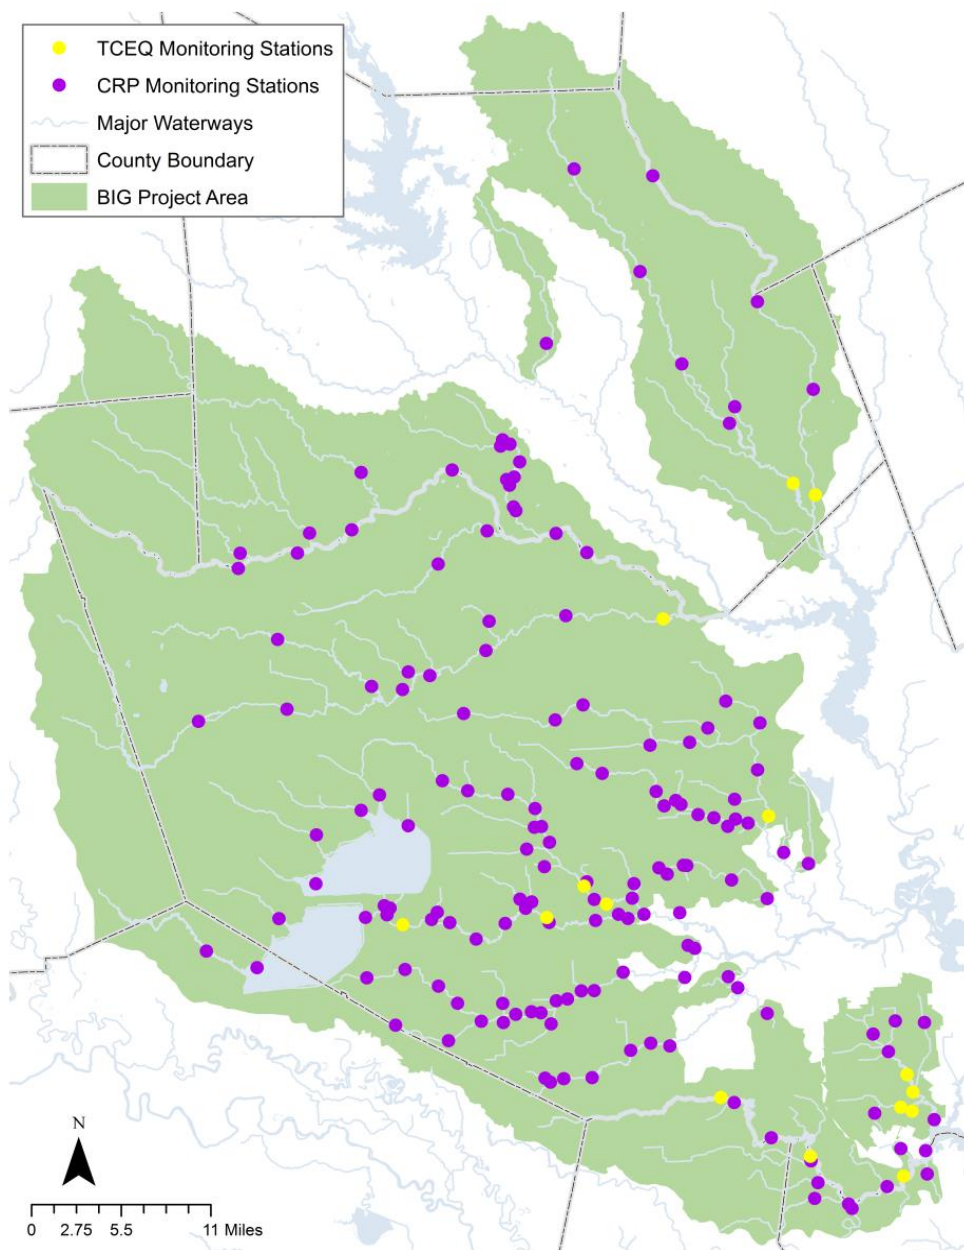 TCEQ Monitoring Stations
CRP Monitoring Stations
Major Waterways
County Boundary
BIG Project Area
N
0 2.75 5.5 11 Miles